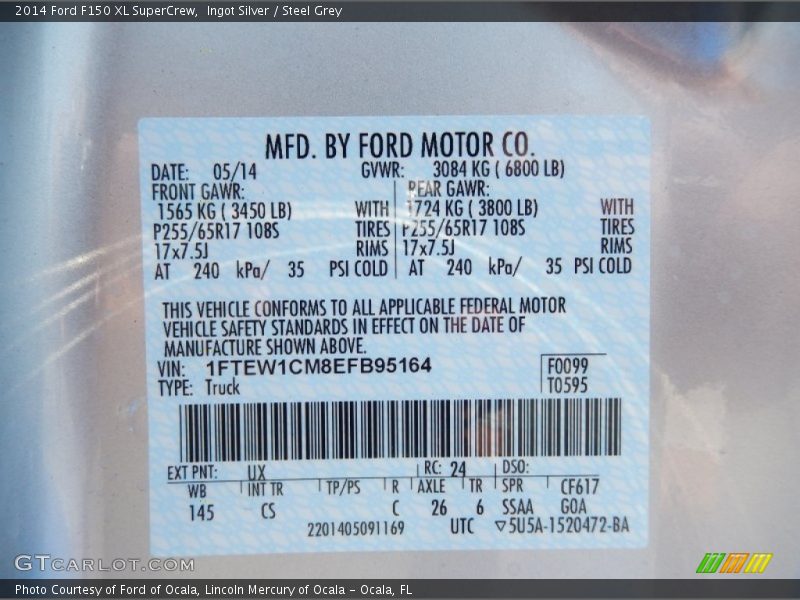 2014 Ford F150 XL SuperCrew,  Ingot Silver / Steel Grey
MFD. BY FORD MOTOR CO.
DATE: 05/14 GVWR: 3084 KG ( 6800 LB)
FRONT GAWR: REAR GAWR:
1565 KG ( 3450 LB) WITH 1724 KG ( 3800 LB) WITH
P255/65R17 108S TIRES P255/65R17 108S TIRES
17x7.5J RIMS 17x7.5J RIMS
AT 240 kPa/ 35 PSI COLD AT 240 kPa/ 35 PSI COLD
THIS VEHICLE CONFORMS TO ALL APPLICABLE FEDERAL MOTOR
VEHICLE SAFETY STANDARDS IN EFFECT ON THE DATE OF
MANUFACTURE SHOWN ABOVE.
VIN: 1FTEW1CM8EFB95164 F0099
TYPE: Truck T0595
EXT PNT: UX RC: 24 DSO:
WB INT TR TP/PS R AXLE TR SPR CF617
145 CS C 26 6 SSAA GOA
2201405091169 UTC ▽5U5A-1520472-BA
GTCARLOT.COM
Photo Courtesy of Ford of Ocala, Lincoln Mercury of Ocala – Ocala, FL